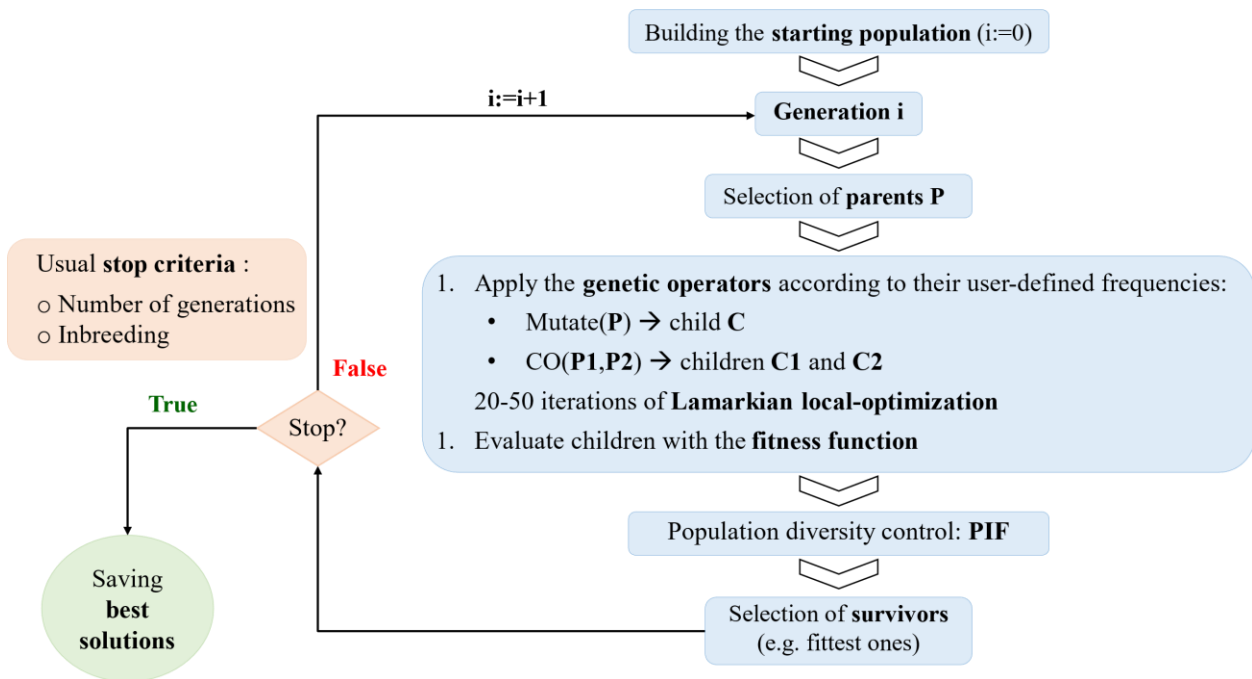 Building the starting population (i:=0)
i:=i+1
Generation i
Selection of parents P
Usual stop criteria :
o Number of generations
o Inbreeding
1. Apply the genetic operators according to their user-defined frequencies:
• Mutate(P) → child C
• CO(P1,P2) → children C1 and C2
20-50 iterations of Lamarkian local-optimization
1. Evaluate children with the fitness function
False
True
Stop?
Population diversity control: PIF
Saving
best
solutions
Selection of survivors
(e.g. fittest ones)